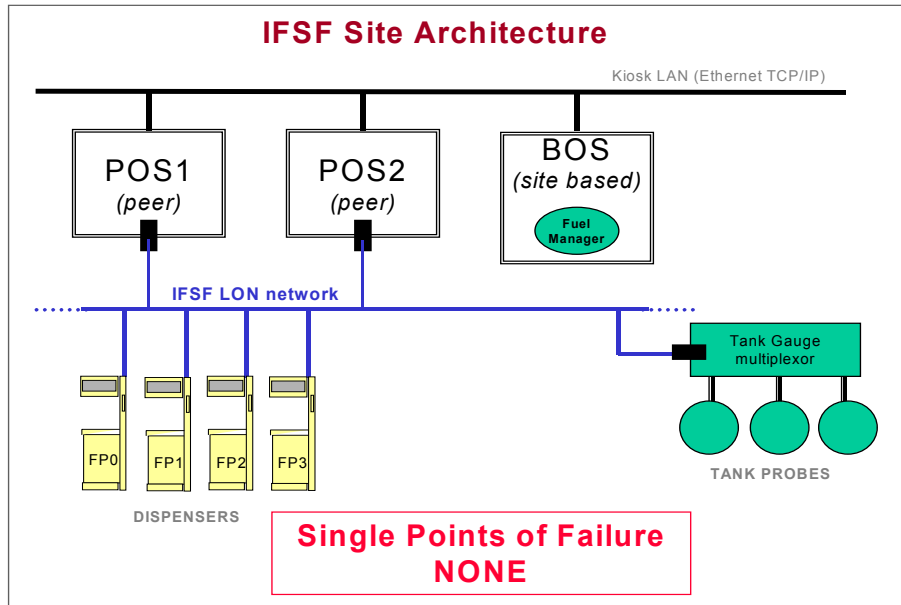 IFSF Site Architecture
Kiosk LAN (Ethernet TCP/IP)
POS1
(peer)
POS2
(peer)
BOS
(site based)
Fuel
Manager
IFSF LON network
Tank Gauge
multiplexor
FP0
FP1
FP2
FP3
TANK PROBES
DISPENSERS
Single Points of Failure
NONE